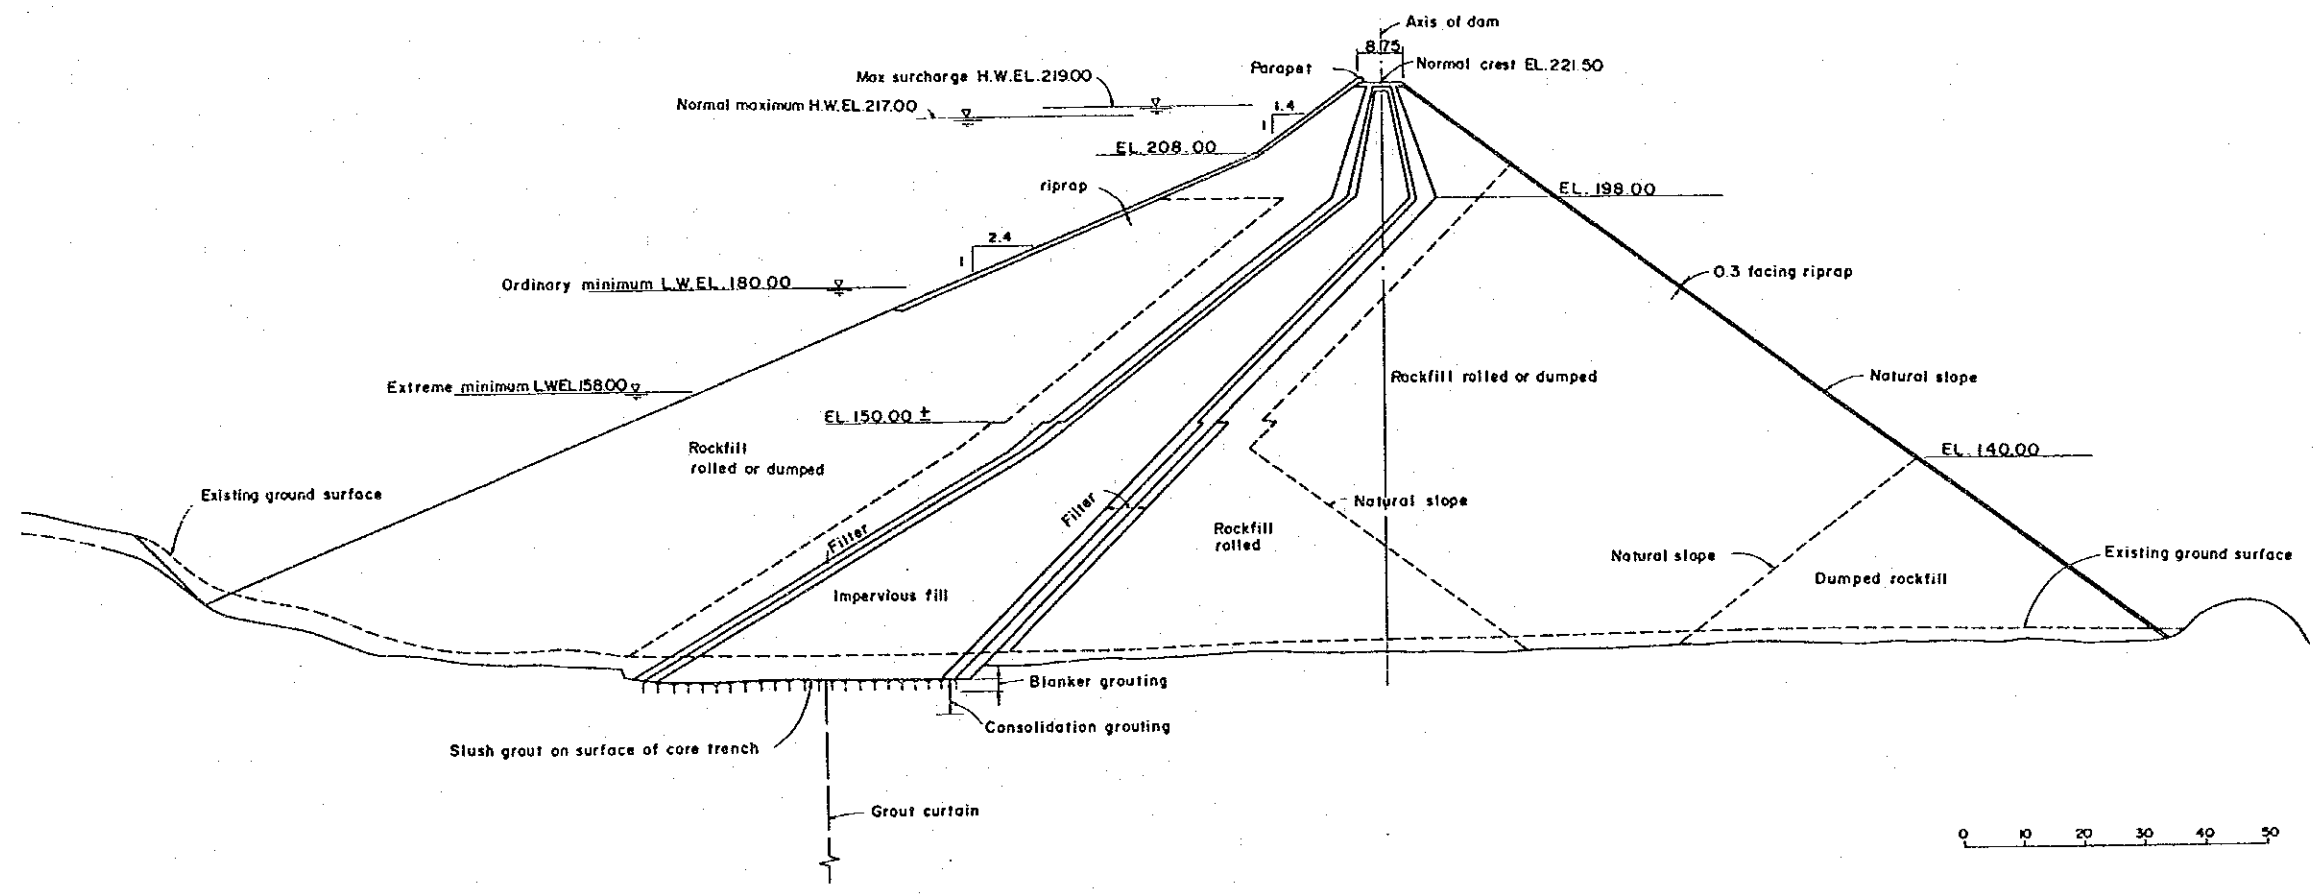 Axis of dam
8.75
Parapet
Normal crest EL.221.50
Max surcharge H.W.EL.219.00
Normal maximum H.W.EL.217.00
1.4
1
EL.208.00
riprap
EL.198.00
2.4
1
0.3 facing riprap
Ordinary minimum L.W.EL.180.00
Rockfill rolled or dumped
Natural slope
Extreme minimum LWEL158.00
EL.150.00 ±
Rockfill
rolled or dumped
EL.140.00
Existing ground surface
Filter
Natural slope
Filter
Rockfill
rolled
Natural slope
Existing ground surface
Dumped rockfill
Impervious fill
Blanker grouting
Consolidation grouting
Slush grout on surface of core trench
Grout curtain
0 10 20 30 40 50